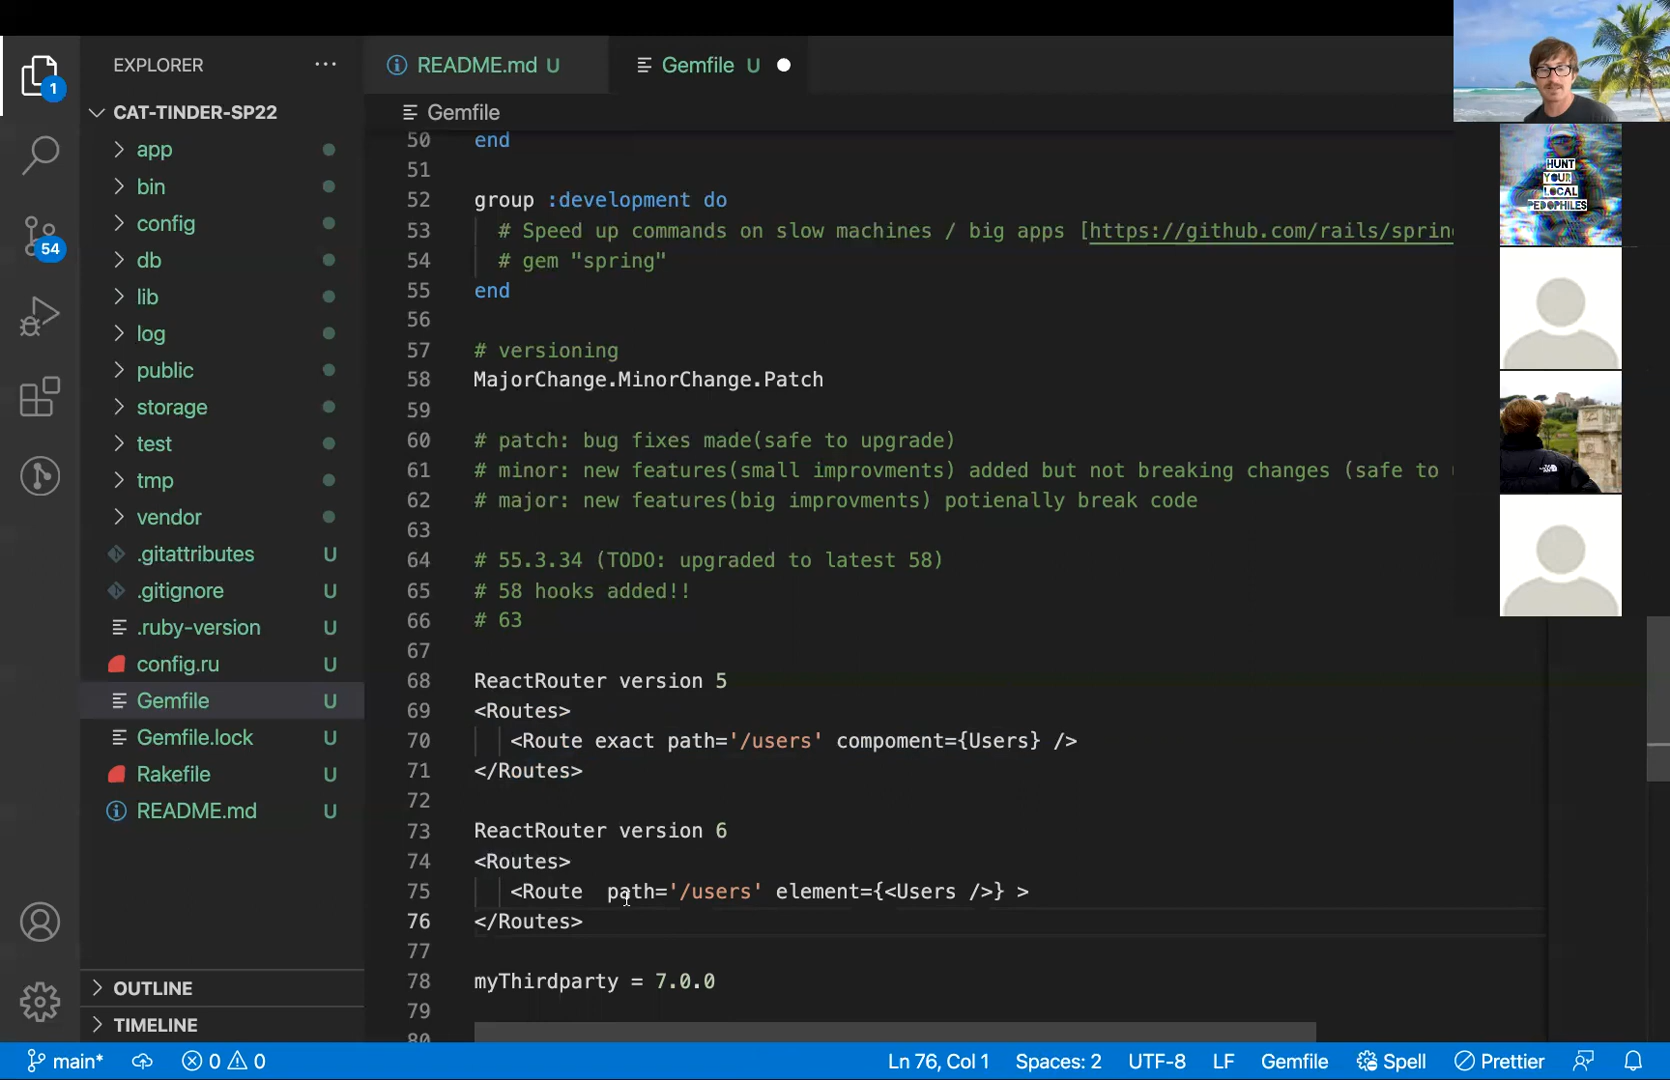 EXPLORER
1
CAT-TINDER-SP22
app
bin
config
db
lib
log
public
storage
test
tmp
vendor
.gitattributes U
.gitignore U
.ruby-version U
config.ru U
Gemfile U
Gemfile.lock U
Rakefile U
README.md U
54
OUTLINE
TIMELINE
README.md U
Gemfile U
Gemfile
50 end
51
52 group :development do
53 # Speed up commands on slow machines / big apps [https://github.com/rails/spring
54 # gem "spring"
55 end
56
57 # versioning
58 MajorChange.MinorChange.Patch
59
60 # patch: bug fixes made(safe to upgrade)
61 # minor: new features(small improvments) added but not breaking changes (safe to
62 # major: new features(big improvments) potienally break code
63
64 # 55.3.34 (TODO: upgraded to latest 58)
65 # 58 hooks added!!
66 # 63
67
68 ReactRouter version 5
69 <Routes>
70 <Route exact path='/users' compoment={Users} />
71 </Routes>
72
73 ReactRouter version 6
74 <Routes>
75 <Route  path='/users' element={<Users />} >
76 </Routes>
77
78 myThirdparty = 7.0.0
79
80
HUNT
YOUR
LOCAL
PEDOPHILES
main* 0 0 Ln 76, Col 1 Spaces: 2 UTF-8 LF Gemfile Spell Prettier